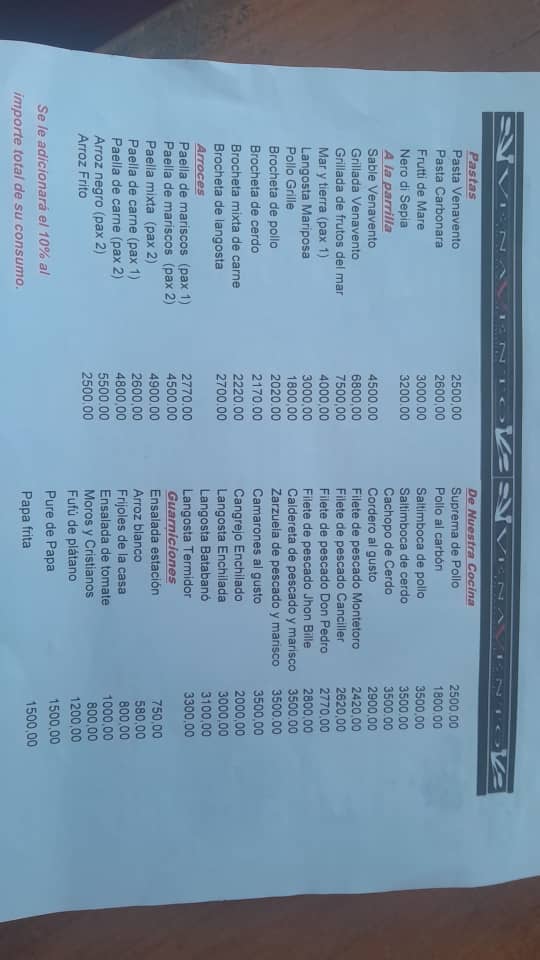 VENAVENTO VENAVENTO
Pastas
Pasta Venavento 2500,00
Pasta Carbonara 2600,00
Frutti de Mare 3000,00
Nero di Sepia 3200,00
A la parrilla
Sable Venavento 4500.00
Grillada Venavento 6800,00
Grillada de frutos del mar 7500,00
Mar y tierra (pax 1) 4000,00
Langosta Mariposa 3000,00
Pollo Grille 1800,00
Brocheta de pollo 2020,00
Brocheta de cerdo 2170,00
Brocheta mixta de carne 2220,00
Brocheta de langosta 2700,00
Arroces
Paella de mariscos (pax 1) 2770.00
Paella de mariscos (pax 2) 4500.00
Paella mixta (pax 2) 4900,00
Paella de carne (pax 1) 2600,00
Paella de carne (pax 2) 4800,00
Arroz negro (pax 2) 5500,00
Arroz Frito 2500,00
Se le adicionará el 10% al
importe total de su consumo.
De Nuestra Cocina
Suprema de Pollo 2500.00
Pollo al carbón 1800.00
Saltimboca de pollo 3500,00
Saltimboca de cerdo 3500,00
Cachopo de Cerdo 3500,00
Cordero al gusto 2900,00
Filete de pescado Montetoro 2420,00
Filete de pescado Canciller 2620,00
Filete de pescado Don Pedro 2770,00
Filete de pescado Jhon Bille 2800,00
Caldereta de pescado y marisco 3500,00
Zarzuela de pescado y marisco 3500 00
Camarones al gusto 3500,00
Cangrejo Enchilado 2000,00
Langosta Enchilada 3000,00
Langosta Batabanó 3100,00
Langosta Termidor 3300,00
Guarniciones
Ensalada estación 750,00
Arroz blanco 580,00
Frijoles de la casa 800,00
Ensalada de tomate 1000,00
Moros y Cristianos 800,00
Fufú de plátano 1200,00
Pure de Papa 1500,00
Papa frita 1500,00